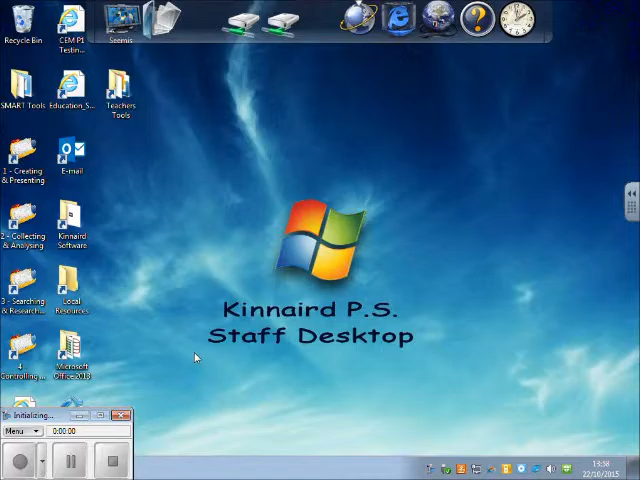 Recycle Bin
CEM P1
Testin...
Seemis
SMART Tools
Education_S...
Teachers
Tools
1 - Creating
& Presenting
E-mail
2 - Collecting
& Analysing
Kinnaird
Software
3 - Searching
& Research...
Local
Resources
4
Controlling...
Microsoft
Office 2013
Kinnaird P.S.
Staff Desktop
Initializing...
Menu
0:00:00
13:58
22/10/2015